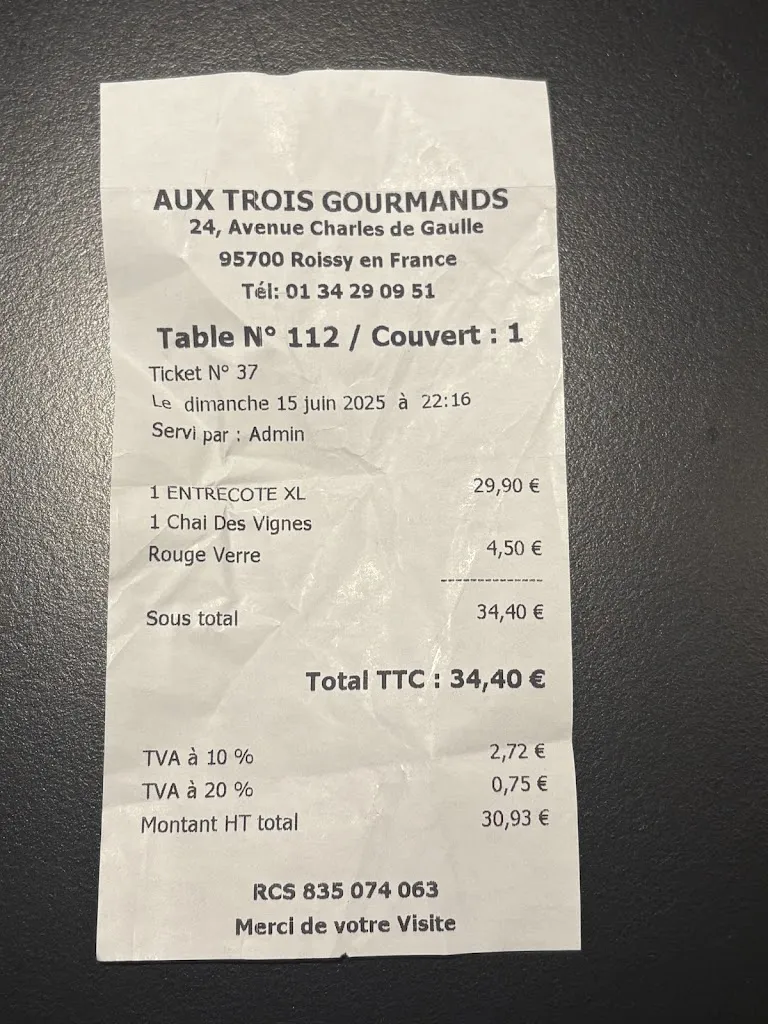 AUX TROIS GOURMANDS
24, Avenue Charles de Gaulle
95700 Roissy en France
Tél: 01 34 29 09 51
Table N° 112 / Couvert : 1
Ticket N° 37
Le dimanche 15 juin 2025 à 22:16
Servi par : Admin
1 ENTRECOTE XL 29,90 €
1 Chai Des Vignes
Rouge Verre 4,50 €
--------------
Sous total 34,40 €
Total TTC : 34,40 €
TVA à 10 % 2,72 €
TVA à 20 % 0,75 €
Montant HT total 30,93 €
RCS 835 074 063
Merci de votre Visite